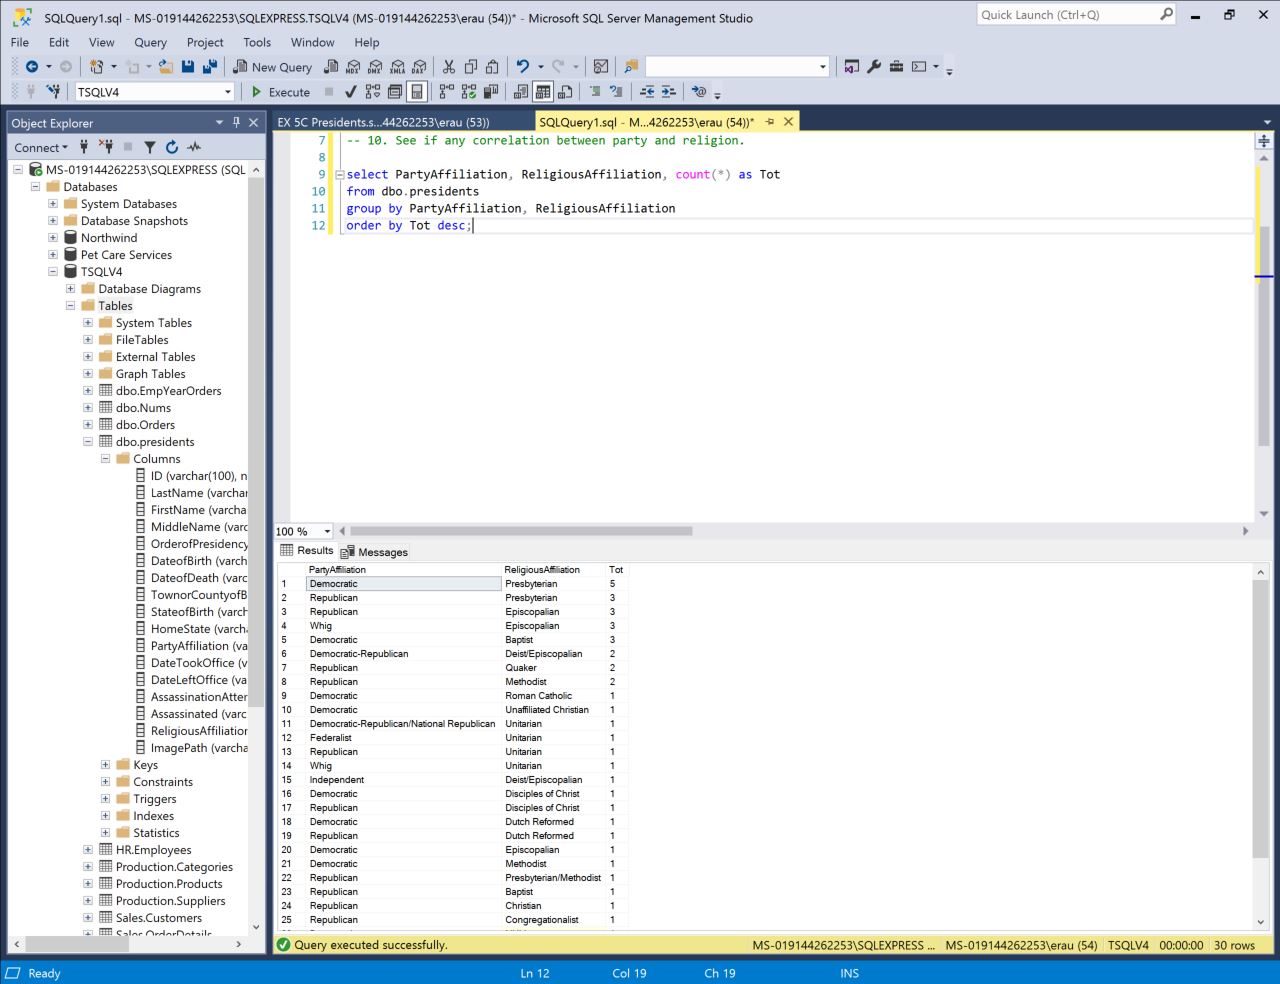 SQLQuery1.sql - MS-019144262253\SQLEXPRESS.TSQLV4 (MS-019144262253\erau (54))* - Microsoft SQL Server Management Studio
Quick Launch (Ctrl+Q)
File Edit View Query Project Tools Window Help
New Query MDX DMX XMLA DAX
TSQLV4 Execute
Object Explorer
Connect
MS-019144262253\SQLEXPRESS (SQL
Databases
System Databases
Database Snapshots
Northwind
Pet Care Services
TSQLV4
Database Diagrams
Tables
System Tables
FileTables
External Tables
Graph Tables
dbo.EmpYearOrders
dbo.Nums
dbo.Orders
dbo.presidents
Columns
ID (varchar(100), n
LastName (varchar
FirstName (varcha
MiddleName (varc
OrderofPresidency
DateofBirth (varch
DateofDeath (varc
TownorCountyofB
StateofBirth (varch
HomeState (varcha
PartyAffiliation (va
DateTookOffice (v
DateLeftOffice (va
AssassinationAtter
Assassinated (varc
ReligiousAffiliation
ImagePath (varcha
Keys
Constraints
Triggers
Indexes
Statistics
HR.Employees
Production.Categories
Production.Products
Production.Suppliers
Sales.Customers
Sales.OrderDetails
EX 5C Presidents.s...44262253\erau (53))
SQLQuery1.sql - M...4262253\erau (54))*
7 -- 10. See if any correlation between party and religion.
8
9 select PartyAffiliation, ReligiousAffiliation, count(*) as Tot
10 from dbo.presidents
11 group by PartyAffiliation, ReligiousAffiliation
12 order by Tot desc;
100 %
Results Messages
PartyAffiliation ReligiousAffiliation Tot
1 Democratic Presbyterian 5
2 Republican Presbyterian 3
3 Republican Episcopalian 3
4 Whig Episcopalian 3
5 Democratic Baptist 3
6 Democratic-Republican Deist/Episcopalian 2
7 Republican Quaker 2
8 Republican Methodist 2
9 Democratic Roman Catholic 1
10 Democratic Unaffiliated Christian 1
11 Democratic-Republican/National Republican Unitarian 1
12 Federalist Unitarian 1
13 Republican Unitarian 1
14 Whig Unitarian 1
15 Independent Deist/Episcopalian 1
16 Democratic Disciples of Christ 1
17 Republican Disciples of Christ 1
18 Democratic Dutch Reformed 1
19 Republican Dutch Reformed 1
20 Democratic Episcopalian 1
21 Democratic Methodist 1
22 Republican Presbyterian/Methodist 1
23 Republican Baptist 1
24 Republican Christian 1
25 Republican Congregationalist 1
Query executed successfully. MS-019144262253\SQLEXPRESS ... MS-019144262253\erau (54) TSQLV4 00:00:00 30 rows
Ready Ln 12 Col 19 Ch 19 INS